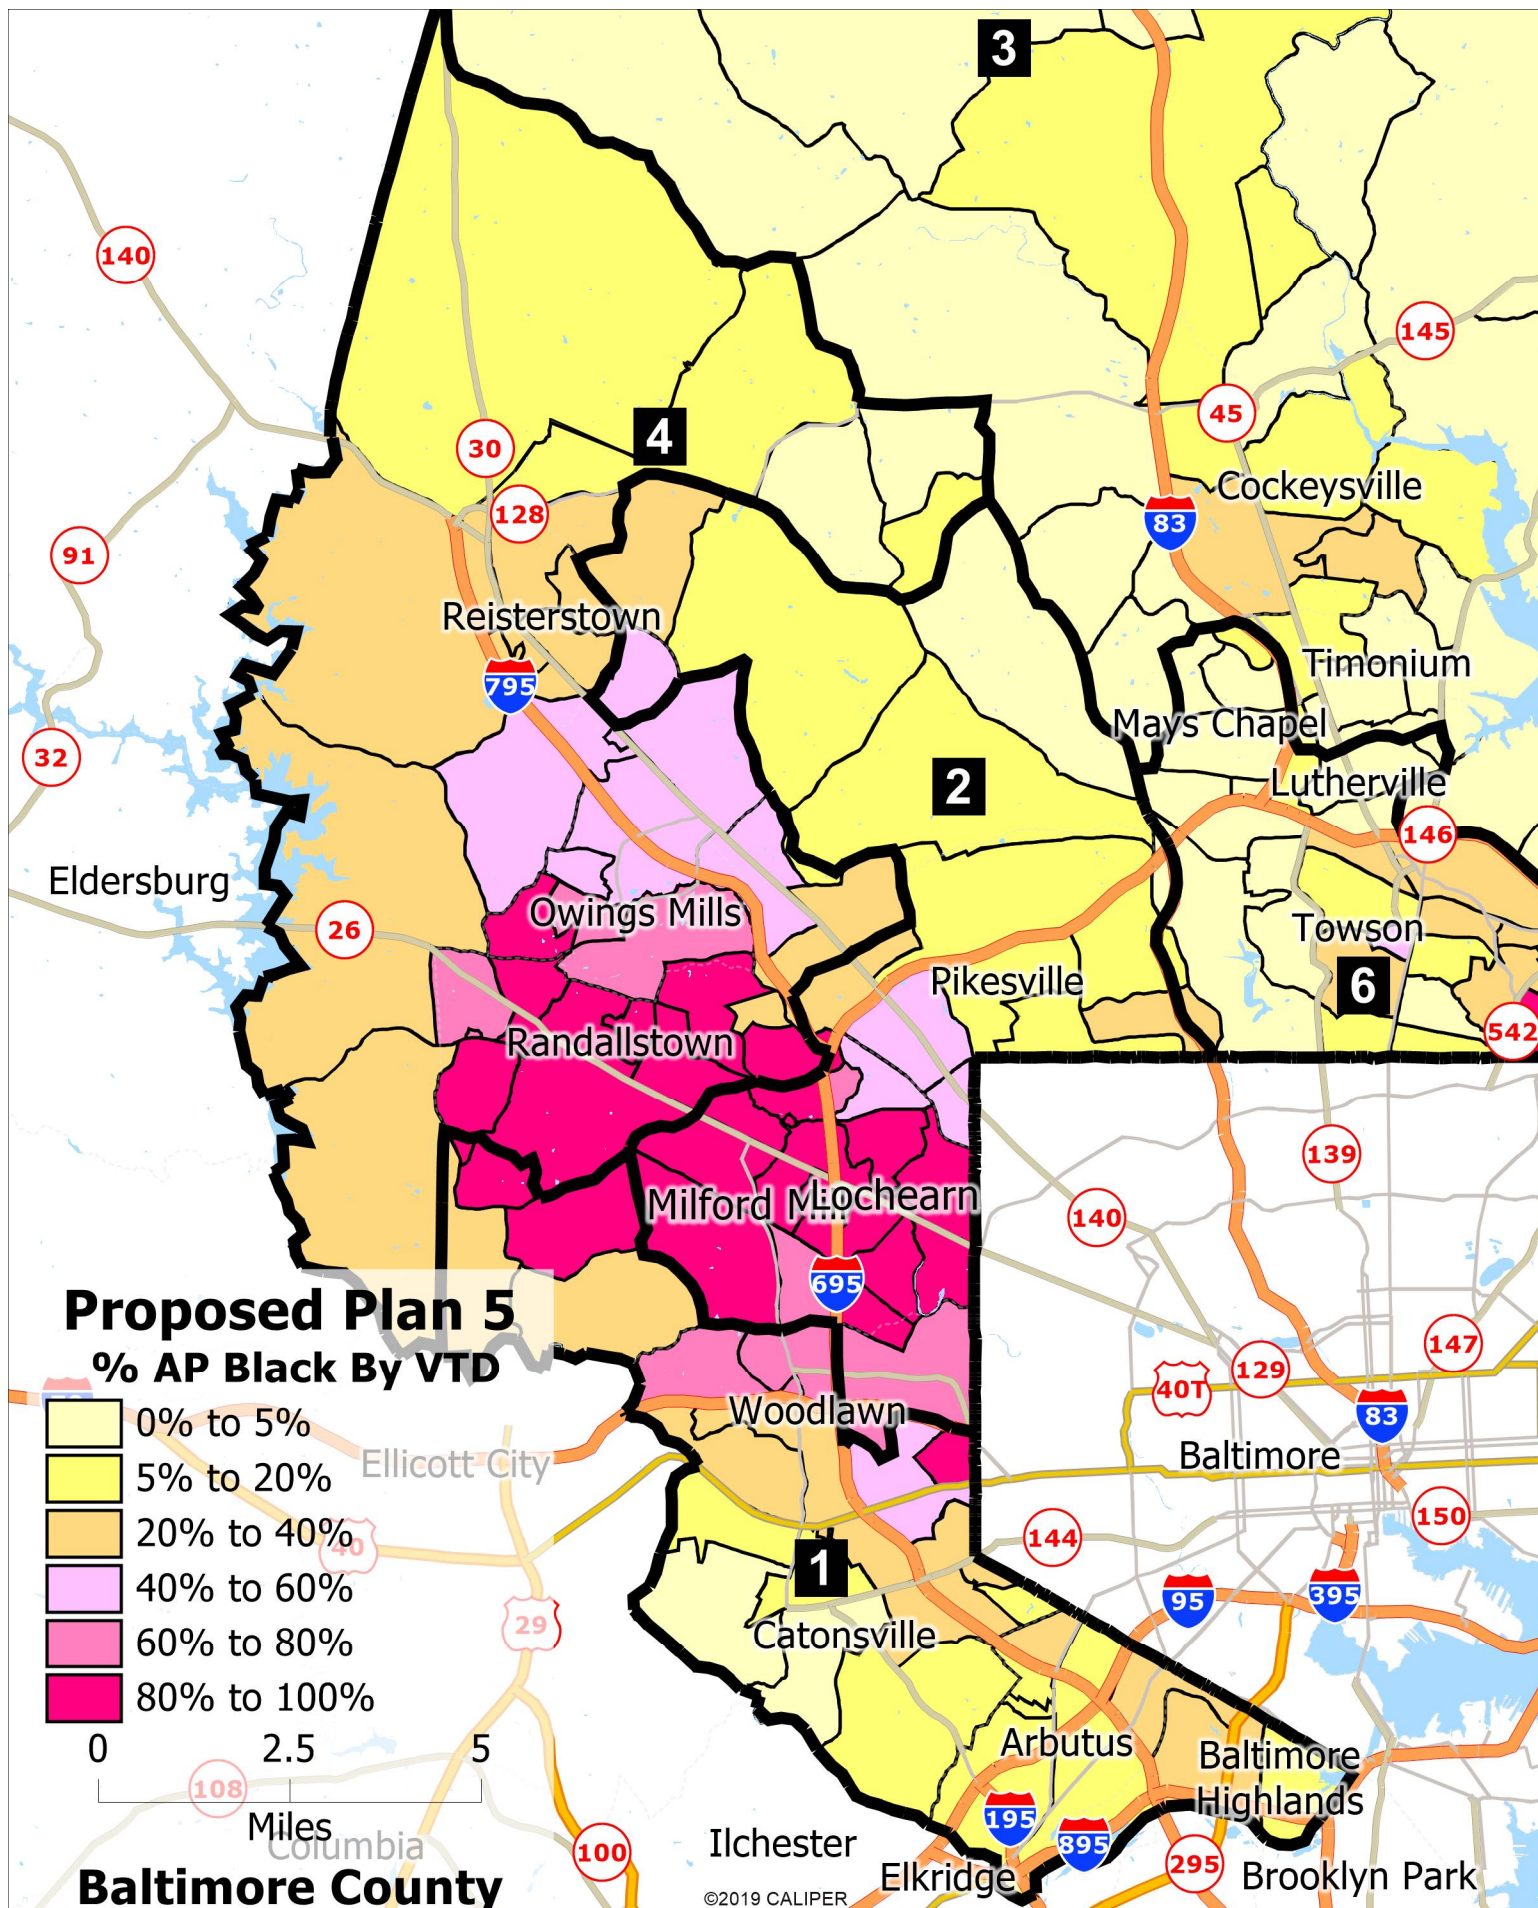 3
140
145
30
4
45
Cockeysville
128
83
91
Reisterstown
Timonium
795
Mays Chapel
32
2
Lutherville
146
Eldersburg
Owings Mills
26
Towson
Pikesville
6
542
Randallstown
139
Milford Mill
Lochearn
140
695
Proposed Plan 5
% AP Black By VTD
147
129
40T
83
0% to 5%
Woodlawn
Ellicott City
Baltimore
5% to 20%
150
20% to 40%
40
144
1
40% to 60%
95
395
29
Catonsville
60% to 80%
80% to 100%
0 2.5 5
Arbutus
Baltimore
Highlands
108
Miles
195
Columbia
Ilchester
895
100
295
Elkridge
Brooklyn Park
Baltimore County
©2019 CALIPER